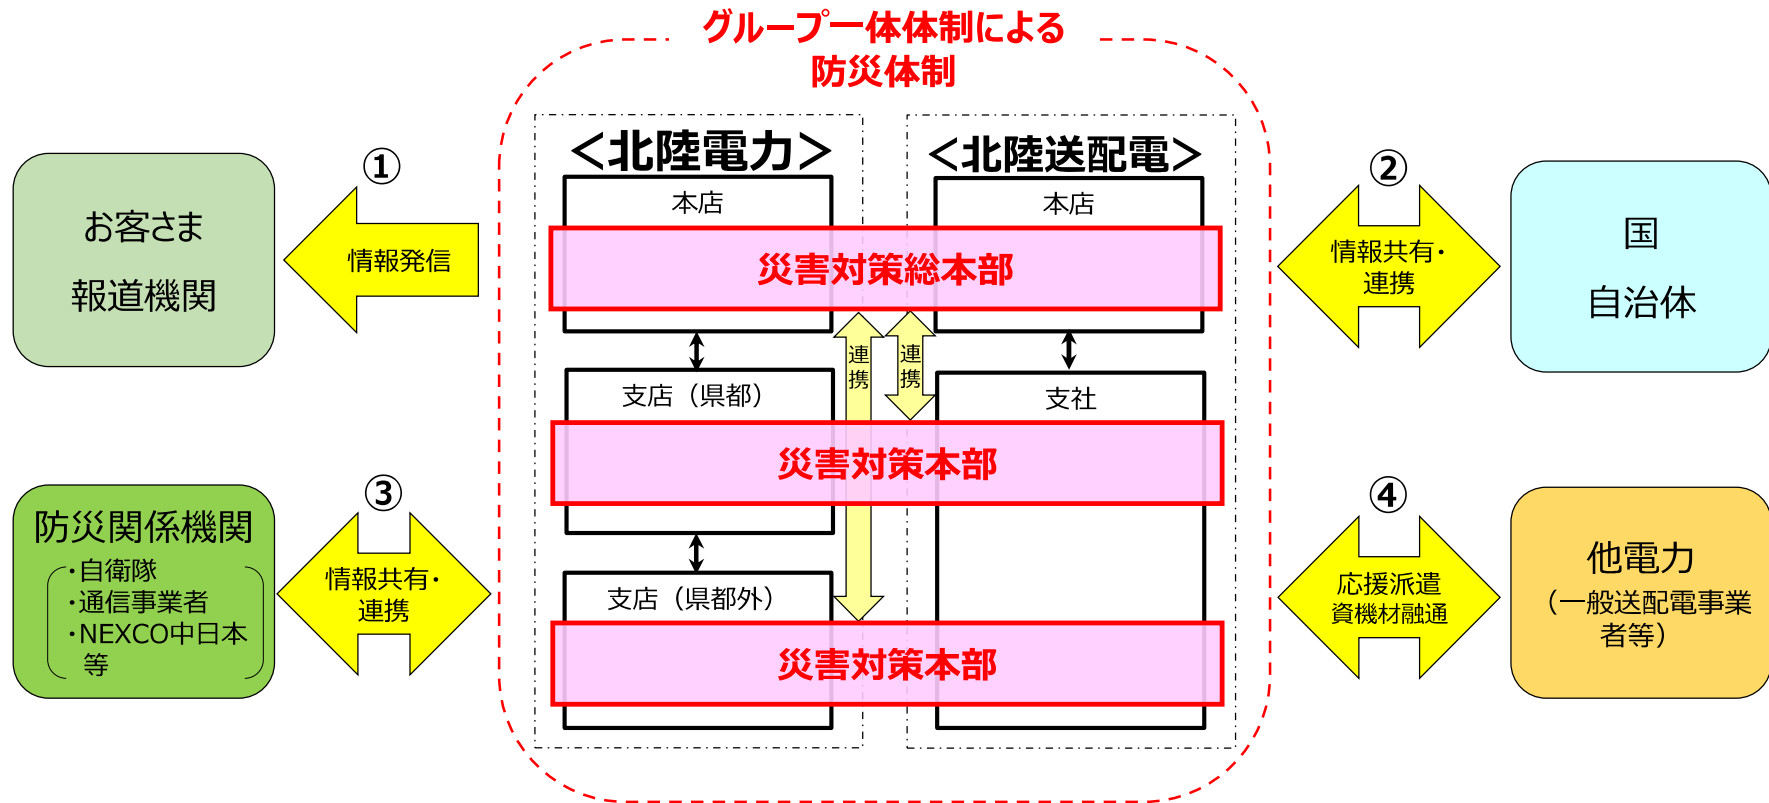 グループ一体体制による
防災体制
＜北陸電力＞
＜北陸送配電＞
本店
本店
災害対策総本部
連携
連携
支店（県都）
支社
災害対策本部
支店（県都外）
災害対策本部
①
情報発信
お客さま
報道機関
②
情報共有・
連携
国
自治体
③
情報共有・
連携
防災関係機関
・自衛隊
・通信事業者
・NEXCO中日本
等
④
応援派遣
資機材融通
他電力
（一般送配電事業
者等）